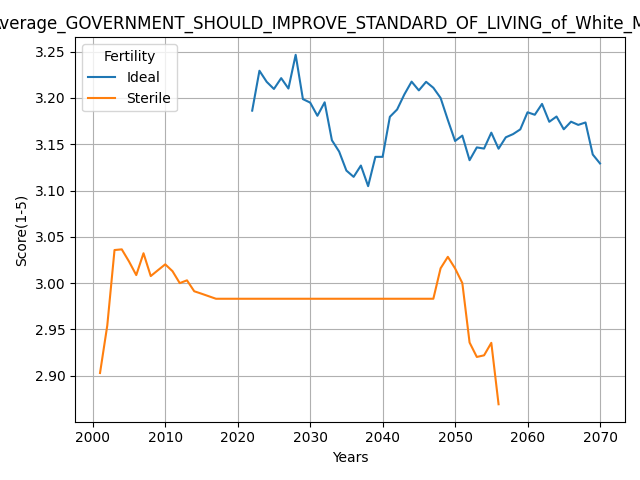 verage_GOVERNMENT_SHOULD_IMPROVE_STANDARD_OF_LIVING_of_White_M
Fertility
Ideal
Sterile
Score(1-5)
3.25
3.20
3.15
3.10
3.05
3.00
2.95
2.90
2000
2010
2020
2030
2040
2050
2060
2070
Years